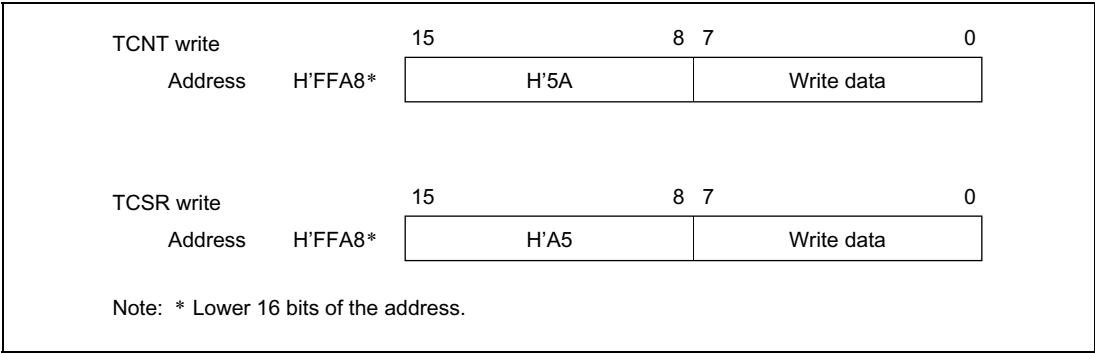 TCNT write 15 8 7 0
Address H'FFA8* H'5A Write data
TCSR write 15 8 7 0
Address H'FFA8* H'A5 Write data
Note: * Lower 16 bits of the address.